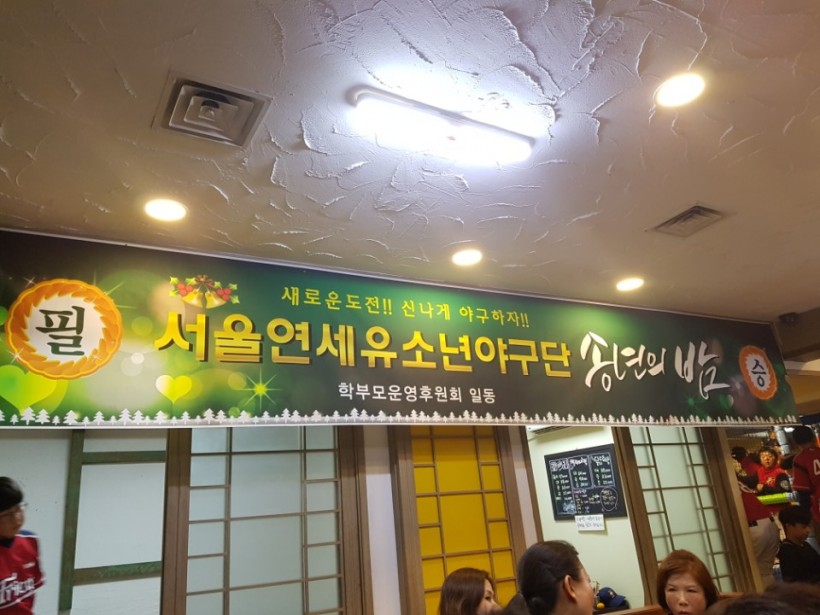 필
새로운도전!! 신나게 야구하자!!
서울연세유소년야구단 송년의 밤
승
학부모운영후원회 일동